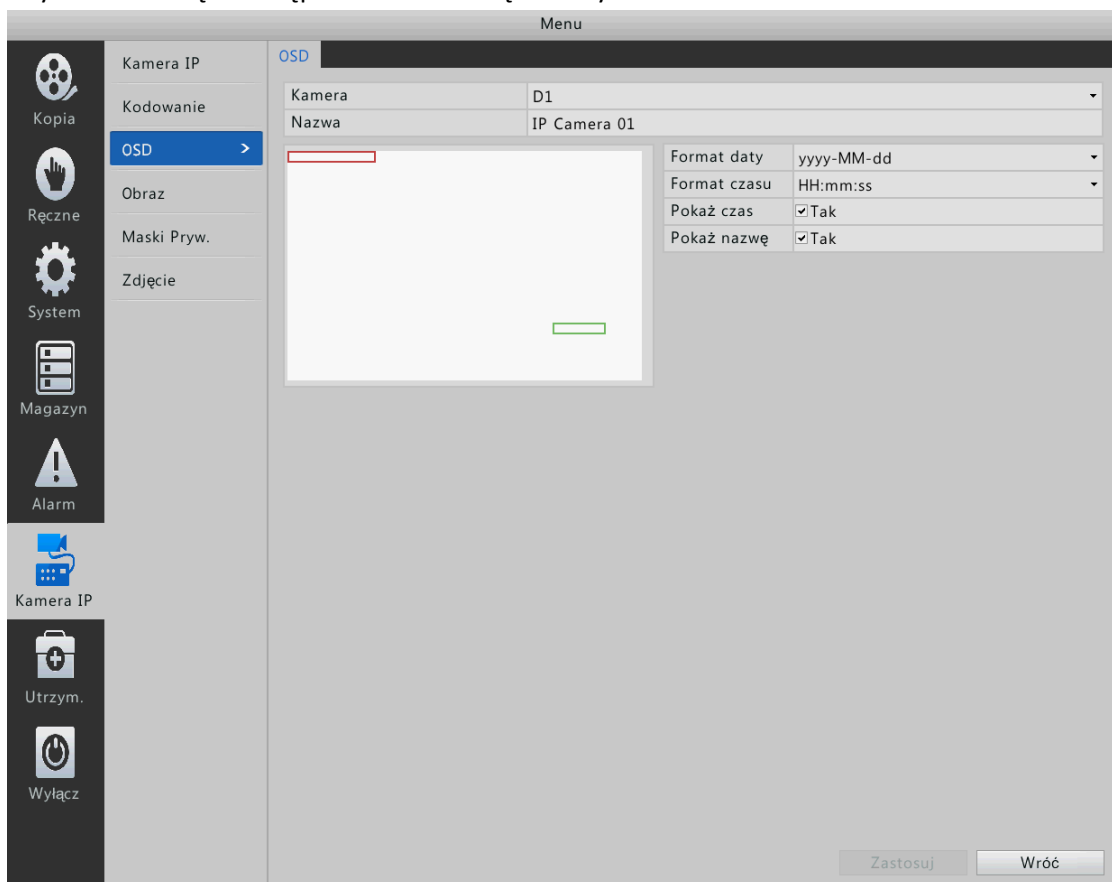 Menu
Kopia
Ręczne
System
Magazyn
Alarm
Kamera IP
Utrzym.
Wyłącz
Kamera IP
Kodowanie
OSD >
Obraz
Maski Pryw.
Zdjęcie
OSD
Kamera D1
Nazwa IP Camera 01
Format daty yyyy-MM-dd
Format czasu HH:mm:ss
Pokaż czas Tak
Pokaż nazwę Tak
Zastosuj Wróć